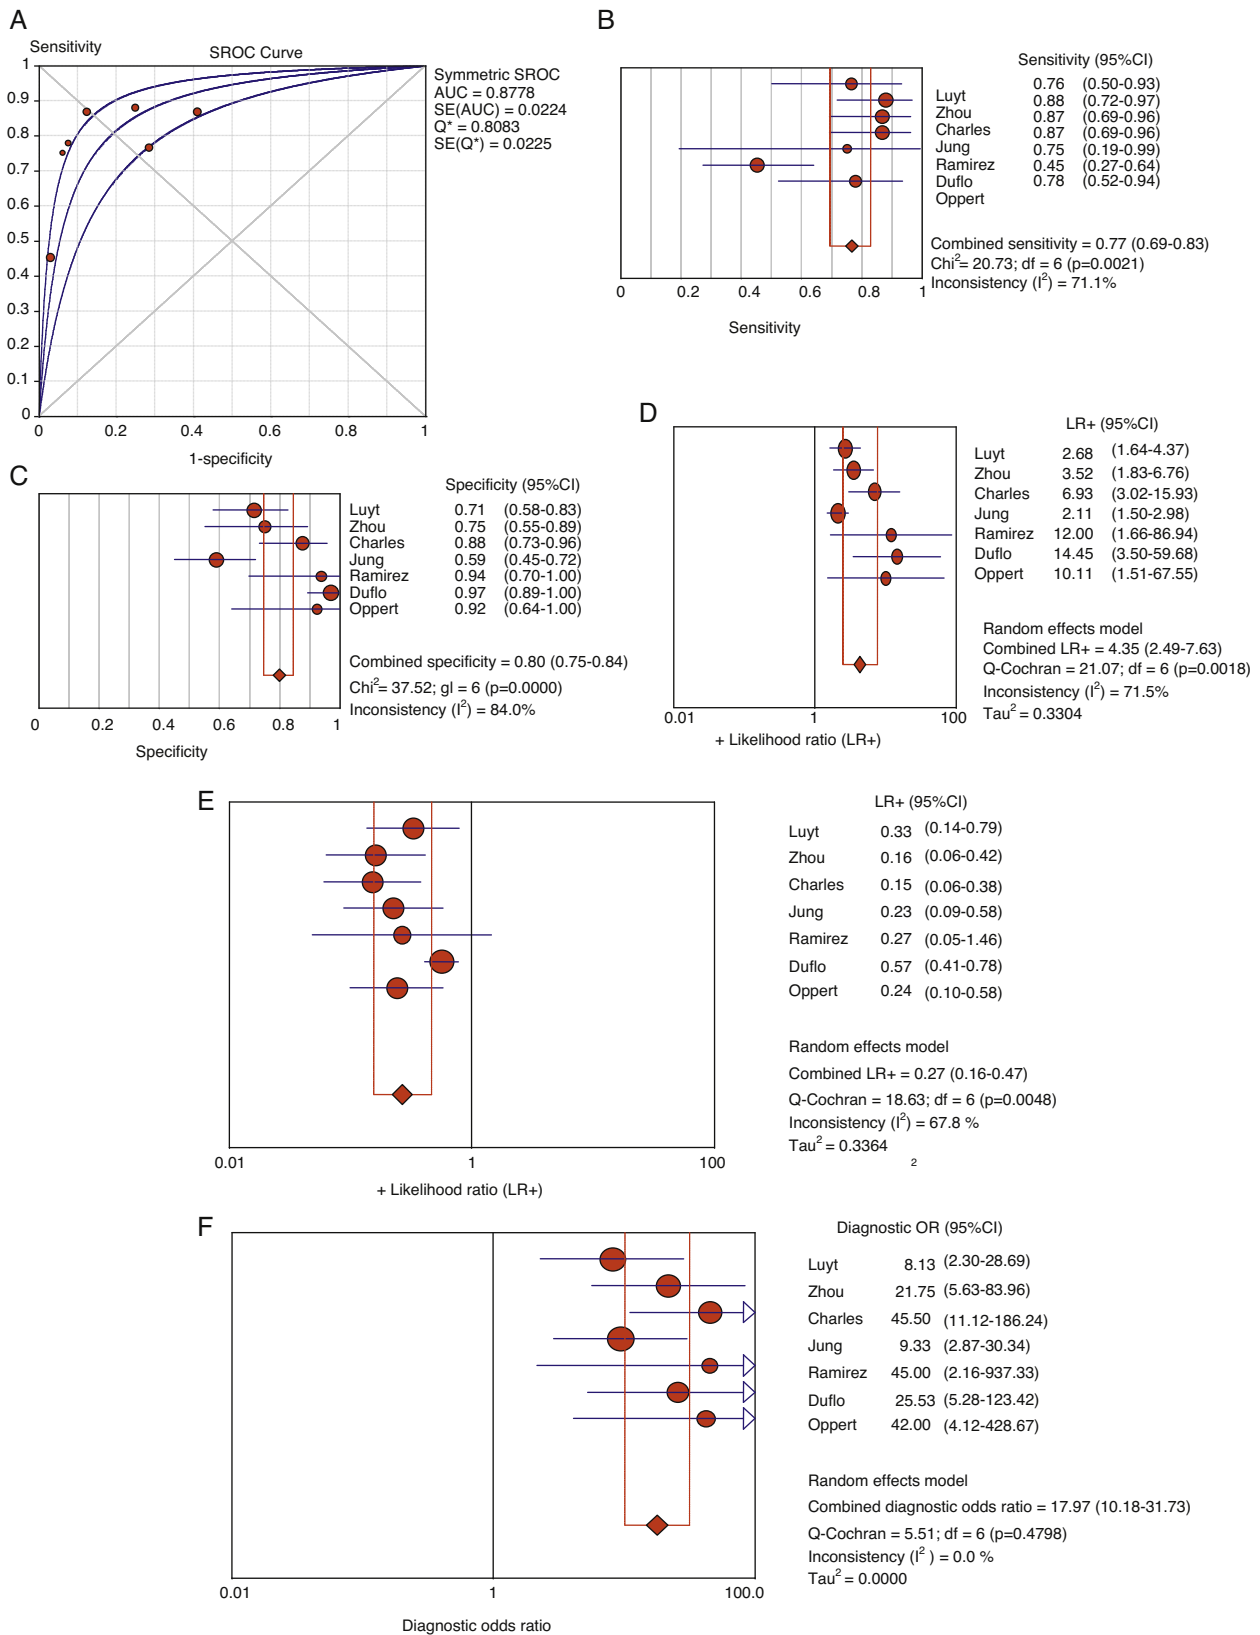 A
Sensitivity
SROC Curve
1
0.9
0.8
0.7
0.6
0.5
0.4
0.3
0.2
0.1
0
0 0.2 0.4 0.6 0.8 1
1-specificity
Symmetric SROC
AUC = 0.8778
SE(AUC) = 0.0224
Q* = 0.8083
SE(Q*) = 0.0225
B
Sensitivity (95%CI)
0.76 (0.50-0.93)
Luyt
0.88 (0.72-0.97)
Zhou
0.87 (0.69-0.96)
Charles
0.87 (0.69-0.96)
Jung
0.75 (0.19-0.99)
Ramirez
0.45 (0.27-0.64)
Duflo
0.78 (0.52-0.94)
Oppert
Combined sensitivity = 0.77 (0.69-0.83)
Chi2= 20.73; df = 6 (p=0.0021)
Inconsistency (I2) = 71.1%
0 0.2 0.4 0.6 0.8 1
Sensitivity
C
Specificity (95%CI)
Luyt 0.71 (0.58-0.83)
Zhou 0.75 (0.55-0.89)
Charles 0.88 (0.73-0.96)
Jung 0.59 (0.45-0.72)
Ramirez 0.94 (0.70-1.00)
Duflo 0.97 (0.89-1.00)
Oppert 0.92 (0.64-1.00)
Combined specificity = 0.80 (0.75-0.84)
Chi2= 37.52; gl = 6 (p=0.0000)
Inconsistency (I2) = 84.0%
0 0.2 0.4 0.6 0.8 1
Specificity
D
LR+ (95%CI)
Luyt 2.68 (1.64-4.37)
Zhou 3.52 (1.83-6.76)
Charles 6.93 (3.02-15.93)
Jung 2.11 (1.50-2.98)
Ramirez 12.00 (1.66-86.94)
Duflo 14.45 (3.50-59.68)
Oppert 10.11 (1.51-67.55)
Random effects model
Combined LR+ = 4.35 (2.49-7.63)
Q-Cochran = 21.07; df = 6 (p=0.0018)
Inconsistency (I2) = 71.5%
Tau2 = 0.3304
0.01 1 100
+ Likelihood ratio (LR+)
E
LR+ (95%CI)
Luyt 0.33 (0.14-0.79)
Zhou 0.16 (0.06-0.42)
Charles 0.15 (0.06-0.38)
Jung 0.23 (0.09-0.58)
Ramirez 0.27 (0.05-1.46)
Duflo 0.57 (0.41-0.78)
Oppert 0.24 (0.10-0.58)
Random effects model
Combined LR+ = 0.27 (0.16-0.47)
Q-Cochran = 18.63; df = 6 (p=0.0048)
Inconsistency (I2) = 67.8 %
Tau2 = 0.3364
2
0.01 1 100
+ Likelihood ratio (LR+)
F
Diagnostic OR (95%CI)
Luyt 8.13 (2.30-28.69)
Zhou 21.75 (5.63-83.96)
Charles 45.50 (11.12-186.24)
Jung 9.33 (2.87-30.34)
Ramirez 45.00 (2.16-937.33)
Duflo 25.53 (5.28-123.42)
Oppert 42.00 (4.12-428.67)
Random effects model
Combined diagnostic odds ratio = 17.97 (10.18-31.73)
Q-Cochran = 5.51; df = 6 (p=0.4798)
Inconsistency (I2 ) = 0.0 %
Tau2 = 0.0000
0.01 1 100.0
Diagnostic odds ratio